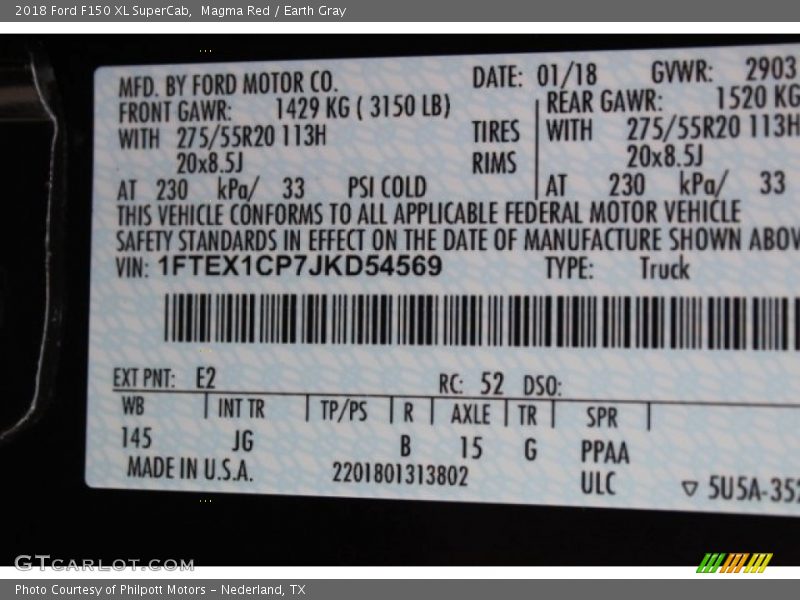 2018 Ford F150 XL SuperCab,  Magma Red / Earth Gray
MFD. BY FORD MOTOR CO. DATE: 01/18 GVWR: 2903
FRONT GAWR: 1429 KG ( 3150 LB) REAR GAWR: 1520 KG
WITH 275/55R20 113H TIRES WITH 275/55R20 113H
20x8.5J RIMS 20x8.5J
AT 230 kPa/ 33 PSI COLD AT 230 kPa/ 33
THIS VEHICLE CONFORMS TO ALL APPLICABLE FEDERAL MOTOR VEHICLE
SAFETY STANDARDS IN EFFECT ON THE DATE OF MANUFACTURE SHOWN ABOV
VIN: 1FTEX1CP7JKD54569 TYPE: Truck
EXT PNT: E2 RC: 52 DSO:
WB INT TR TP/PS R AXLE TR SPR
145 JG B 15 G PPAA
MADE IN U.S.A. 2201801313802 ULC ▽ 5U5A-352
GTCARLOT.COM
Photo Courtesy of Philpott Motors - Nederland, TX